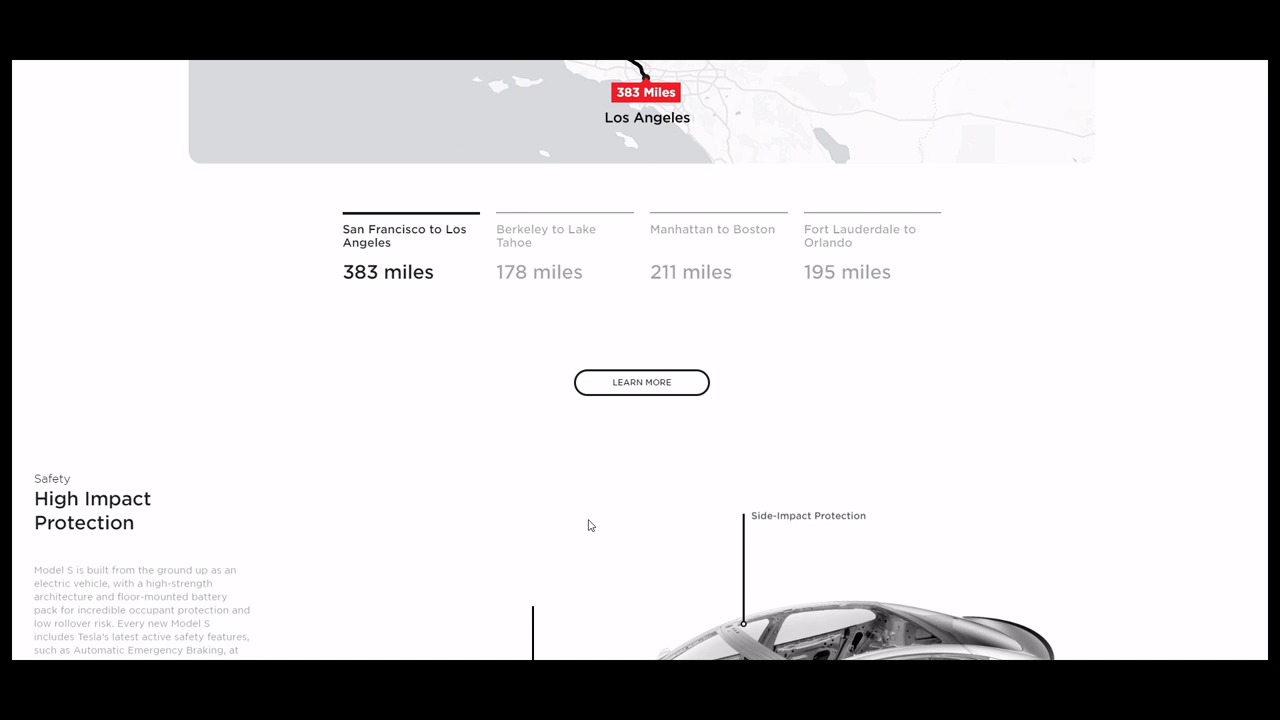 383 Miles
Los Angeles
San Francisco to Los
Angeles
383 miles
Berkeley to Lake
Tahoe
178 miles
Manhattan to Boston
211 miles
Fort Lauderdale to
Orlando
195 miles
LEARN MORE
Safety
High Impact
Protection
Model S is built from the ground up as an
electric vehicle, with a high-strength
architecture and floor-mounted battery
pack for incredible occupant protection and
low rollover risk. Every new Model S
includes Tesla's latest active safety features,
such as Automatic Emergency Braking, at
Side-Impact Protection